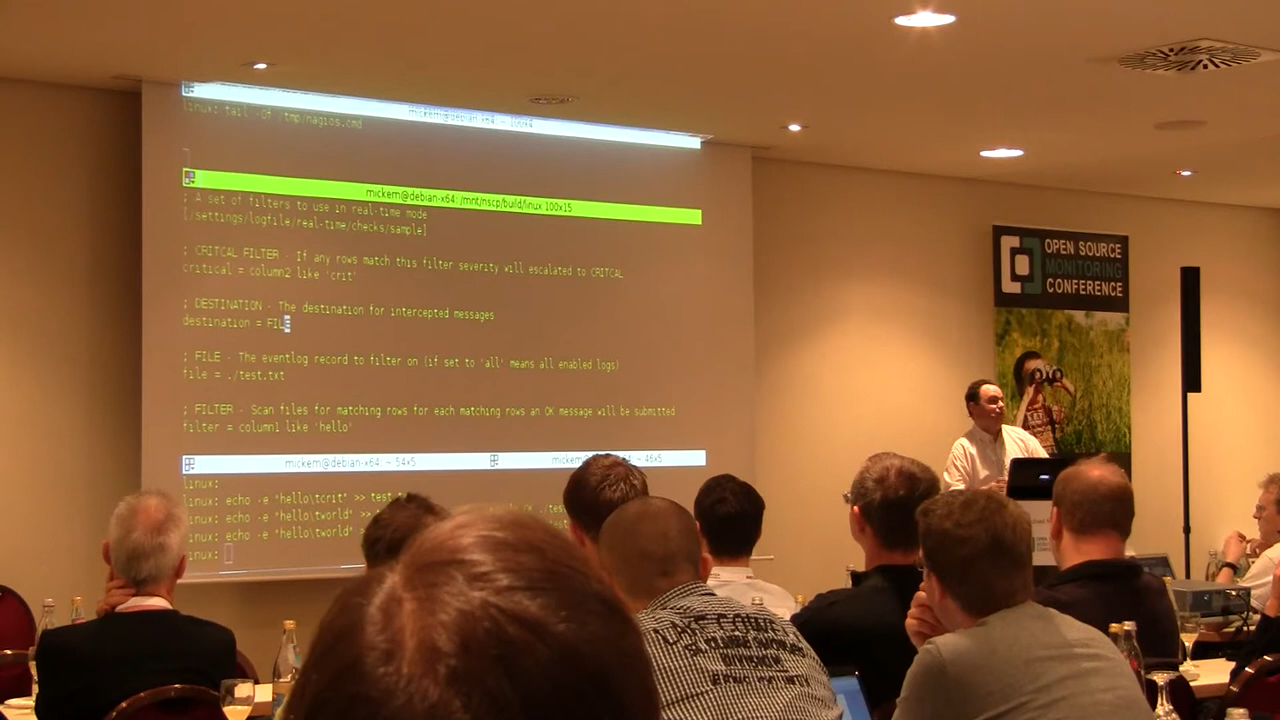 mickem@debian-x64: ~ 100x4
linux: tail -0f tmp/nagios.cmd
mickem@debian-x64: /mnt/nscp/build/linux 100x15
; A set of filters to use in real-time mode
[/settings/logfile/real-time/checks/sample]
; CRITCAL FILTER - If any rows match this filter severity will escalated to CRITCAL
critical = column2 like 'crit'
; DESTINATION - The destination for intercepted messages
destination = FILE
; FILE - The eventlog record to filter on (if set to 'all' means all enabled logs)
file = ./test.txt
; FILTER - Scan files for matching rows for each matching rows an OK message will be submitted
filter = column1 like 'hello'
mickem@debian-x64: ~ 54x5
mickem 46x5
linux:
linux: echo -e "hello\tcrit" >> test
linux: echo -e "hello\tworld" >>
linux: echo -e "hello\tworld" >
linux:
OPEN SOURCE
MONITORING
CONFERENCE